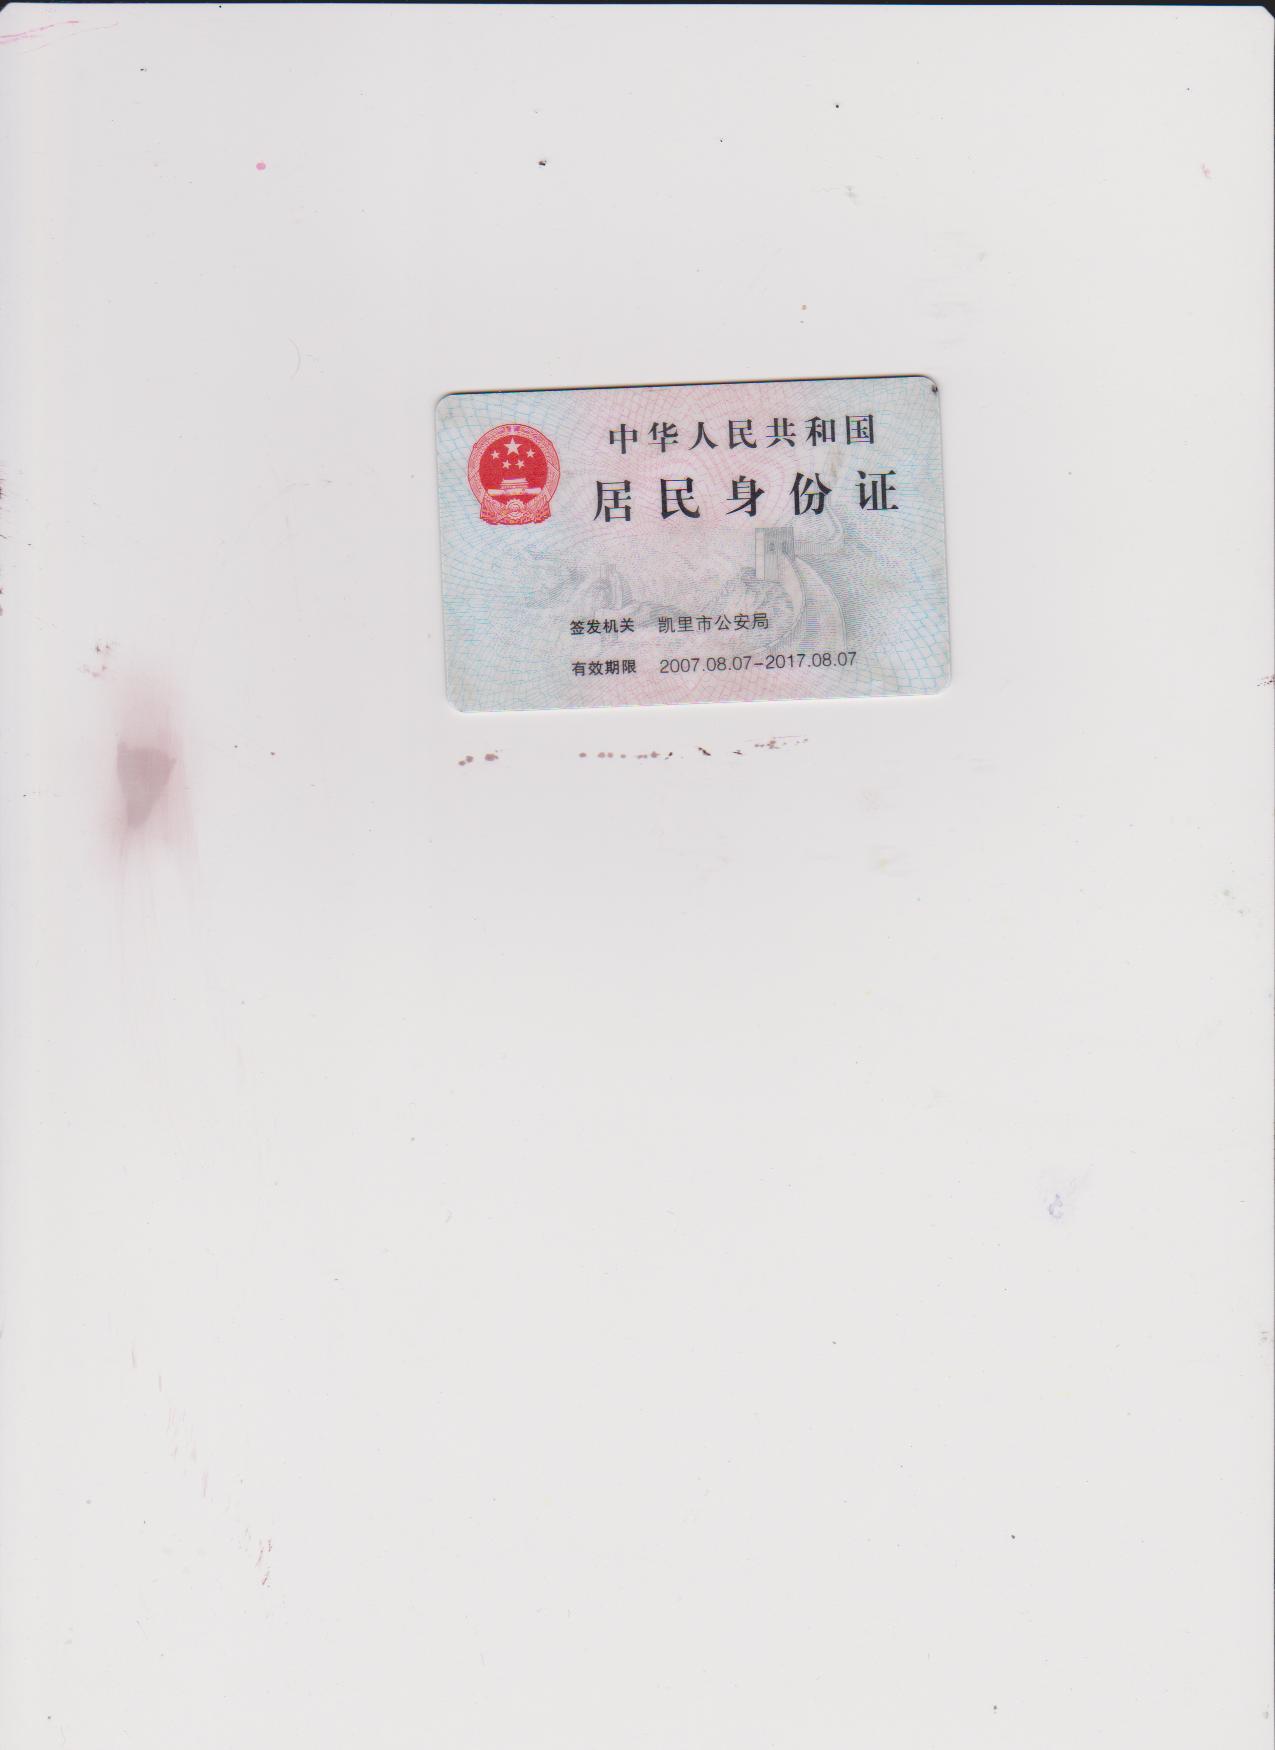 中华人民共和国
居民身份证
签发机关 凯里市公安局
有效期限 2007.08.07-2017.08.07